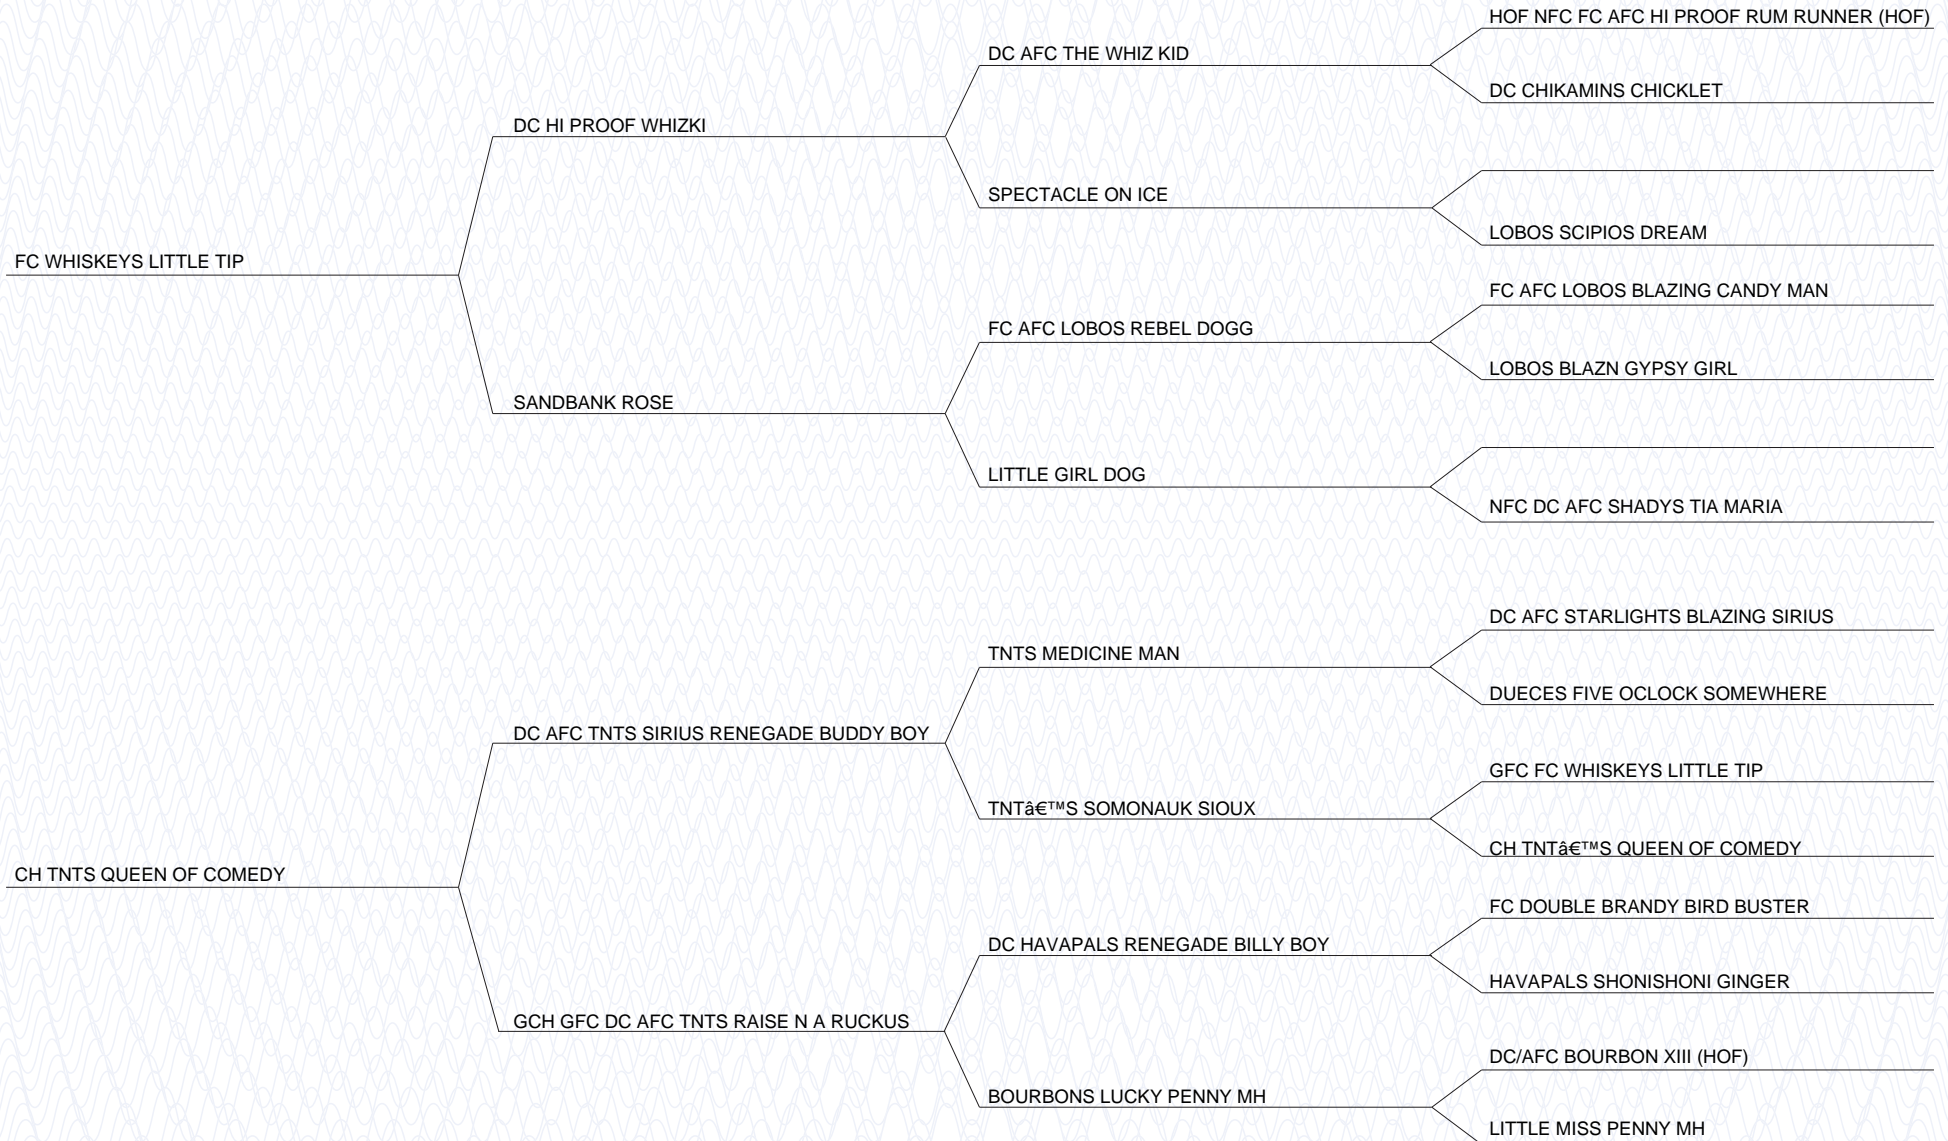 HOF NFC FC AFC HI PROOF RUM RUNNER (HOF)
DC AFC THE WHIZ KID
DC CHIKAMINS CHICKLET
DC HI PROOF WHIZKI
SPECTACLE ON ICE
LOBOS SCIPIOS DREAM
FC WHISKEYS LITTLE TIP
FC AFC LOBOS BLAZING CANDY MAN
FC AFC LOBOS REBEL DOGG
LOBOS BLAZN GYPSY GIRL
SANDBANK ROSE
LITTLE GIRL DOG
NFC DC AFC SHADYS TIA MARIA
DC AFC STARLIGHTS BLAZING SIRIUS
TNTS MEDICINE MAN
DUECES FIVE OCLOCK SOMEWHERE
DC AFC TNTS SIRIUS RENEGADE BUDDY BOY
GFC FC WHISKEYS LITTLE TIP
TNTâ€™S SOMONAUK SIOUX
CH TNTâ€™S QUEEN OF COMEDY
CH TNTS QUEEN OF COMEDY
FC DOUBLE BRANDY BIRD BUSTER
DC HAVAPALS RENEGADE BILLY BOY
HAVAPALS SHONISHONI GINGER
GCH GFC DC AFC TNTS RAISE N A RUCKUS
DC/AFC BOURBON XIII (HOF)
BOURBONS LUCKY PENNY MH
LITTLE MISS PENNY MH